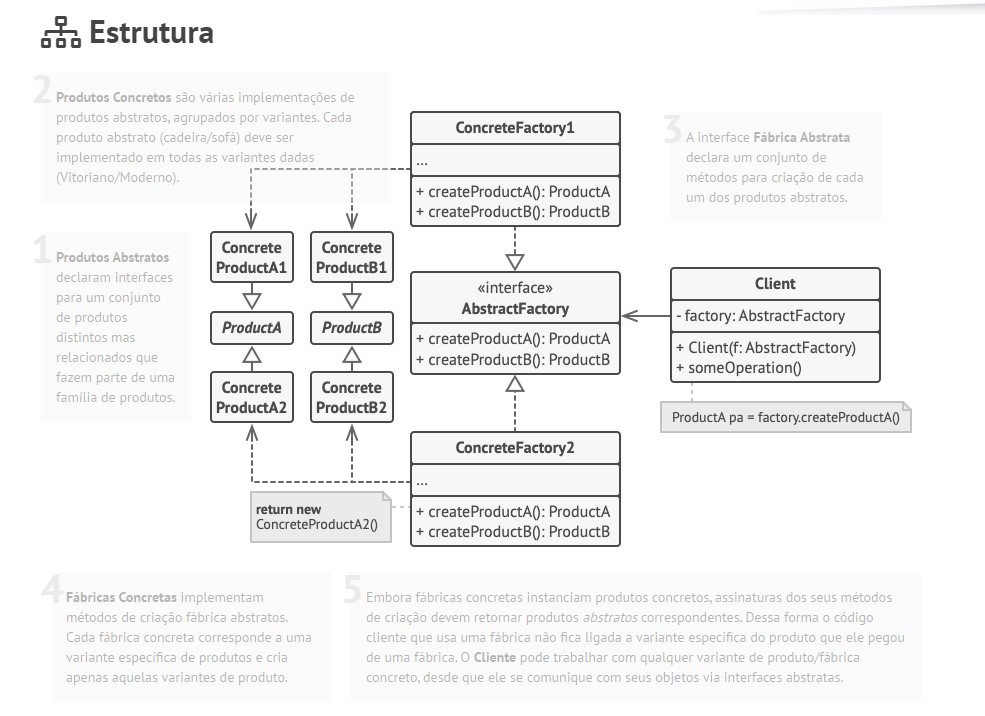 Estrutura
2
Produtos Concretos são várias implementações de
produtos abstratos, agrupados por variantes. Cada
produto abstrato (cadeira/sofá) deve ser
implementado em todas as variantes dadas
(Vitoriano/Moderno).
ConcreteFactory1
...
+ createProductA(): ProductA
+ createProductB(): ProductB
3
A interface Fábrica Abstrata
declara um conjunto de
métodos para criação de cada
um dos produtos abstratos.
1
Produtos Abstratos
declaram interfaces
para um conjunto
de produtos
distintos mas
relacionados que
fazem parte de uma
família de produtos.
Concrete
ProductA1
Concrete
ProductB1
ProductA
ProductB
Concrete
ProductA2
Concrete
ProductB2
«interface»
AbstractFactory
+ createProductA(): ProductA
+ createProductB(): ProductB
Client
- factory: AbstractFactory
+ Client(f: AbstractFactory)
+ someOperation()
ProductA pa = factory.createProductA()
ConcreteFactory2
...
+ createProductA(): ProductA
+ createProductB(): ProductB
return new
ConcreteProductA2()
4
Fábricas Concretas implementam
métodos de criação fábrica abstratos.
Cada fábrica concreta corresponde a uma
variante específica de produtos e cria
apenas aquelas variantes de produto.
5
Embora fábricas concretas instanciam produtos concretos, assinaturas dos seus métodos
de criação devem retornar produtos abstratos correspondentes. Dessa forma o código
cliente que usa uma fábrica não fica ligada a variante específica do produto que ele pegou
de uma fábrica. O Cliente pode trabalhar com qualquer variante de produto/fábrica
concreto, desde que ele se comunique com seus objetos via interfaces abstratas.